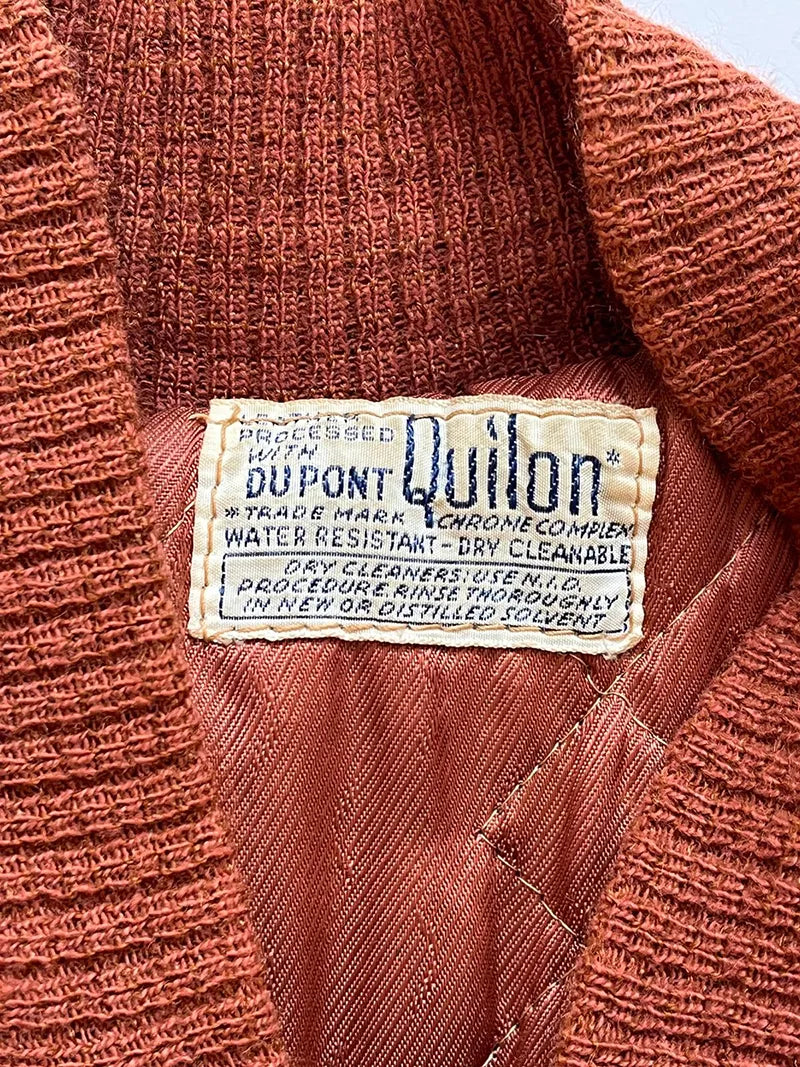 PROCESSED
WITH
DU PONT Quilon*
*TRADE MARK CHROME COMPLEX
WATER RESISTANT-DRY CLEANABLE
DRY CLEANERS: USE N.I.D.
PROCEDURE. RINSE THOROUGHLY
IN NEW OR DISTILLED SOLVENT